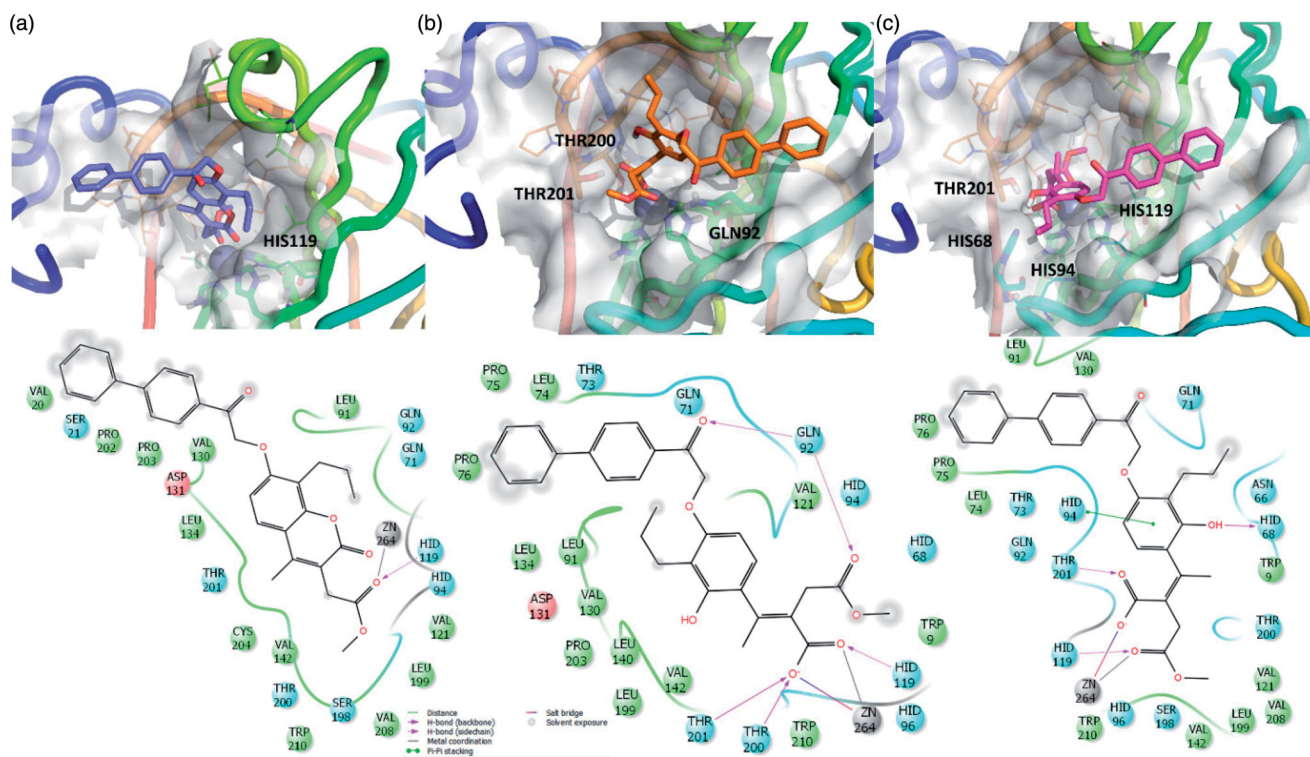 (a)
HIS119
(b)
THR200
THR201
GLN92
(c)
THR201
HIS119
HIS68
HIS94
VAL 20
SER 21
PRO 202
PRO 203
VAL 130
ASP 131
LEU 134
THR 201
CYS 204
VAL 142
THR 200
SER 198
TRP 210
VAL 208
LEU 199
VAL 121
HID 94
HID 119
ZN 264
GLN 71
GLN 92
LEU 91
O
O
O
O
O
O
PRO 75
LEU 74
THR 73
GLN 71
GLN 92
PRO 76
VAL 121
HID 94
HID 68
LEU 134
LEU 91
ASP 131
VAL 130
PRO 203
LEU 140
VAL 142
LEU 199
THR 201
THR 200
TRP 210
ZN 264
HID 96
HID 119
TRP 9
O
O
HO
O
O
O
O-
LEU 91
VAL 130
GLN 71
PRO 76
PRO 75
LEU 74
THR 73
HID 94
ASN 66
HID 68
GLN 92
THR 201
TRP 9
THR 200
HID 119
ZN 264
TRP 210
HID 96
SER 198
VAL 142
LEU 199
VAL 208
VAL 121
O
O
OH
O
O-
O
O
Distance
H-bond (backbone)
H-bond (sidechain)
Metal coordination
Pi-Pi stacking
Salt bridge
Solvent exposure